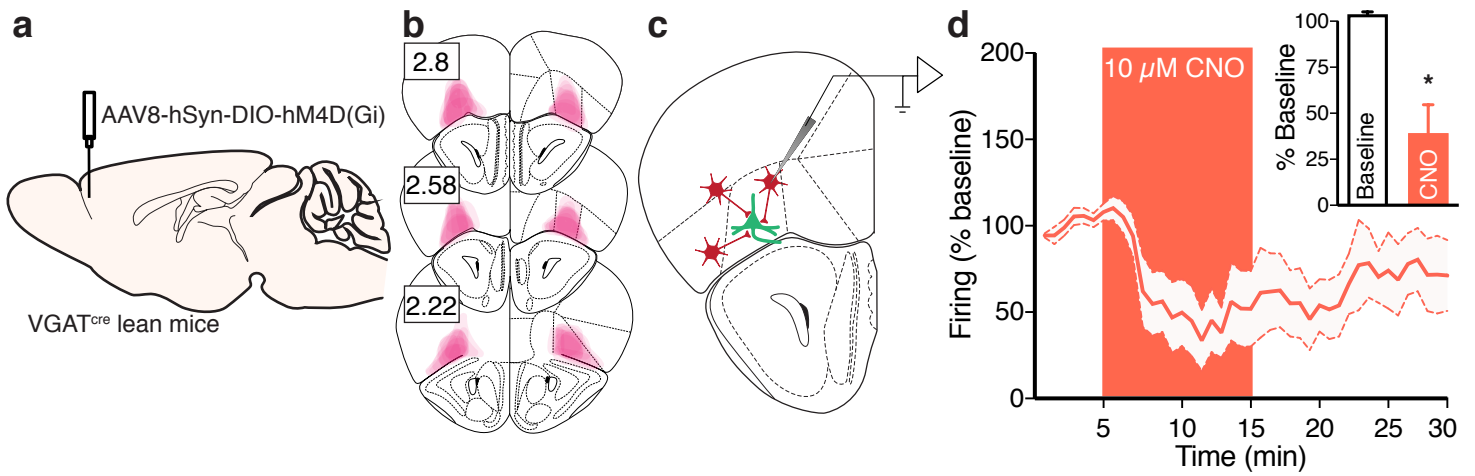 a
AAV8-hSyn-DIO-hM4D(Gi)
VGATcre lean mice
b
2.8
2.58
2.22
c
d
Firing (% baseline)
200
150
100
50
0
10 µM CNO
5
10
15
20
25
30
Time (min)
% Baseline
100
75
50
25
0
Baseline
*
CNO